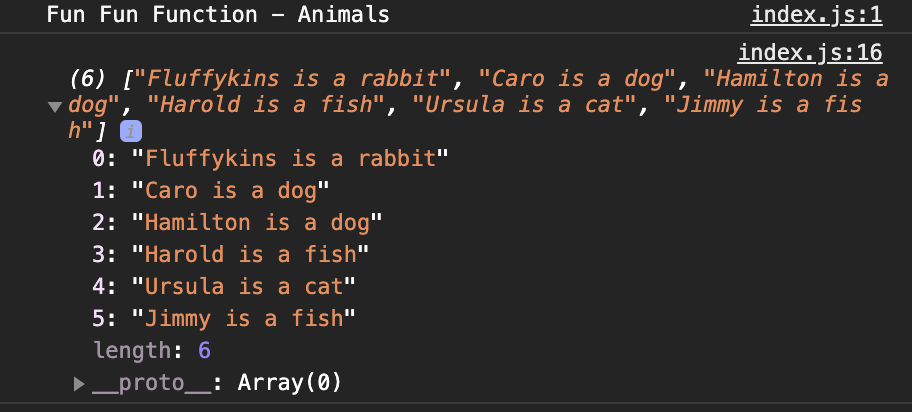 Fun Fun Function - Animals index.js:1
index.js:16
(6) ["Fluffykins is a rabbit", "Caro is a dog", "Hamilton is a
dog", "Harold is a fish", "Ursula is a cat", "Jimmy is a fis
h"] i
0: "Fluffykins is a rabbit"
1: "Caro is a dog"
2: "Hamilton is a dog"
3: "Harold is a fish"
4: "Ursula is a cat"
5: "Jimmy is a fish"
length: 6
__proto__: Array(0)